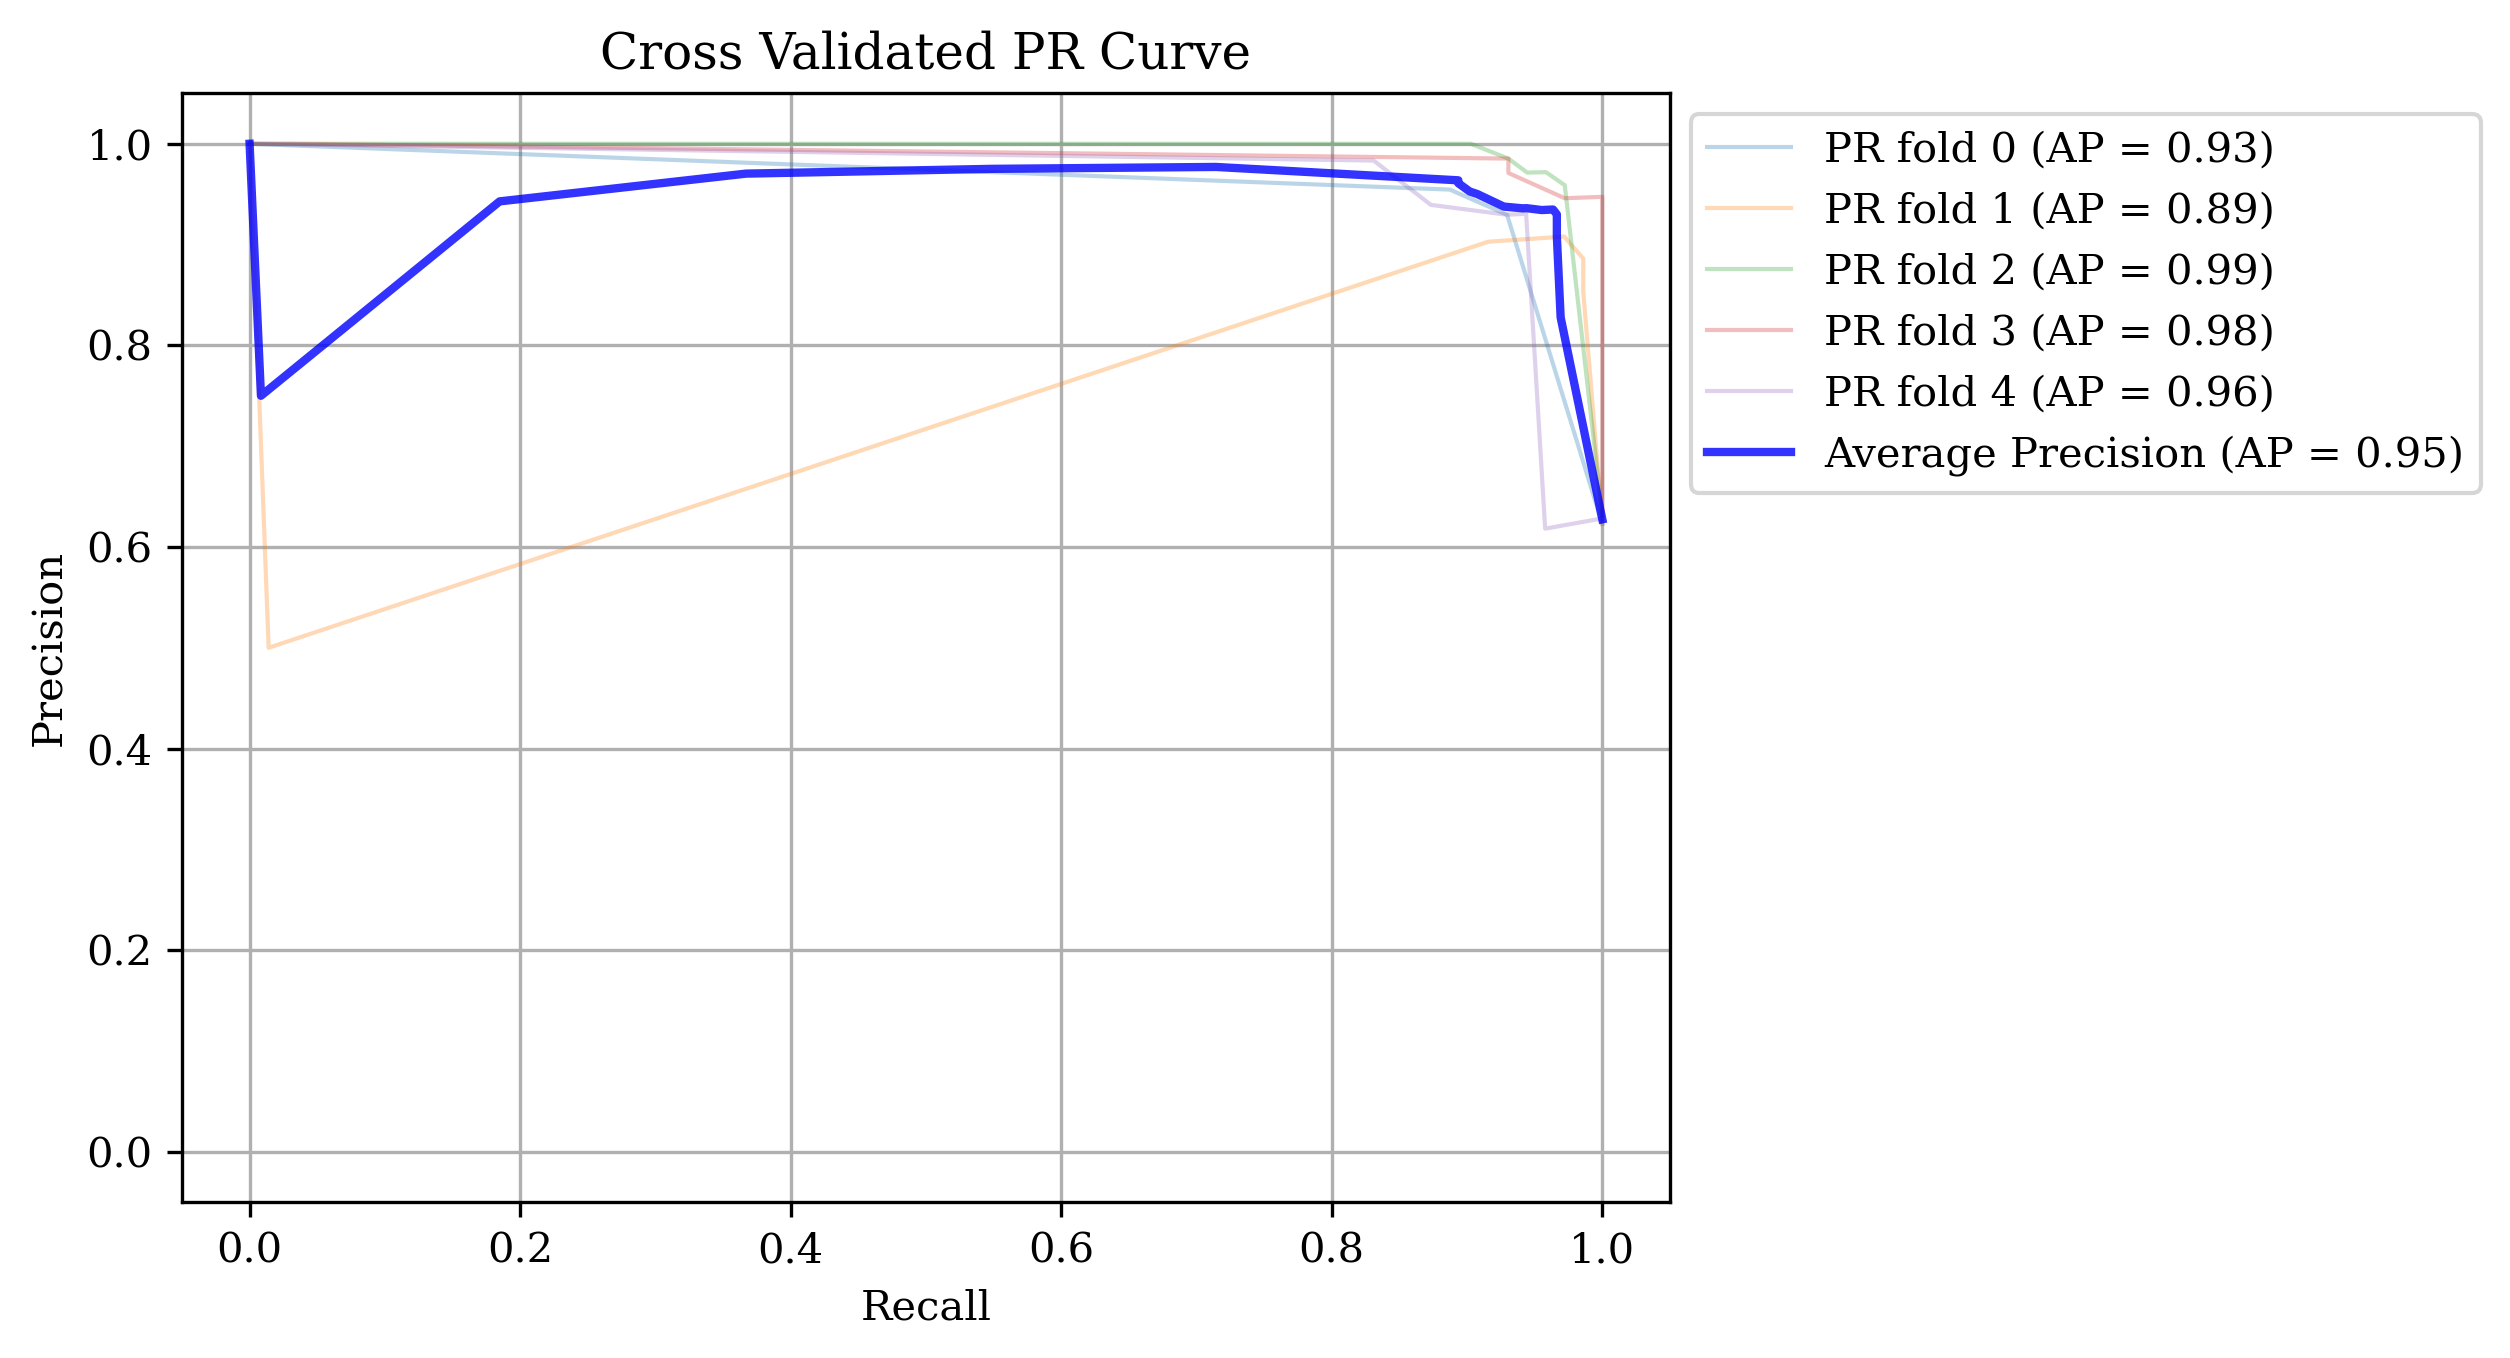 Cross Validated PR Curve
1.0
0.8
0.6
0.4
0.2
0.0
Precision
0.0 0.2 0.4 0.6 0.8 1.0
Recall
PR fold 0 (AP = 0.93)
PR fold 1 (AP = 0.89)
PR fold 2 (AP = 0.99)
PR fold 3 (AP = 0.98)
PR fold 4 (AP = 0.96)
Average Precision (AP = 0.95)